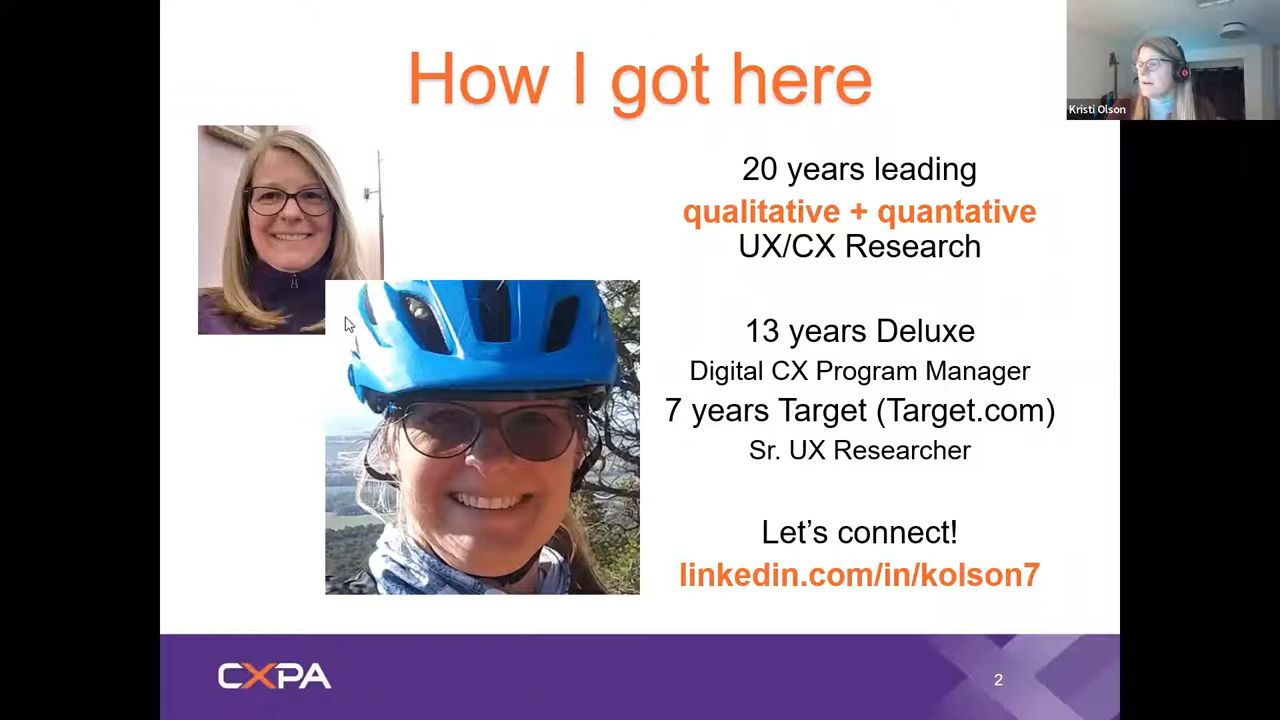 How I got here
Kristi Olson
20 years leading
qualitative + quantative
UX/CX Research
13 years Deluxe
Digital CX Program Manager
7 years Target (Target.com)
Sr. UX Researcher
Let's connect!
linkedin.com/in/kolson7
CXPA
2